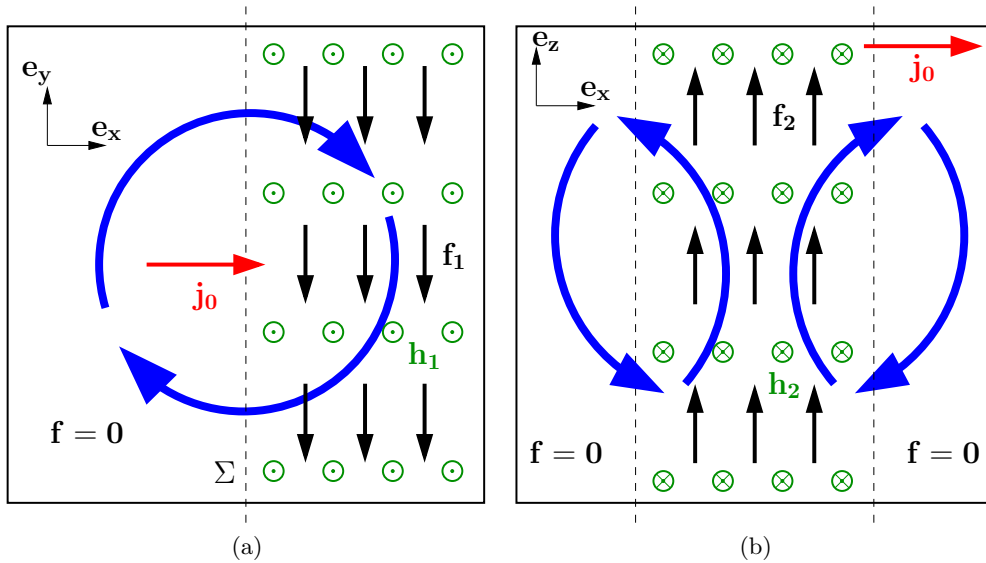 e_y
e_x
f_1
j_0
h_1
f = 0
Σ
(a)
e_z
j_0
e_x
f_2
h_2
f = 0
f = 0
(b)